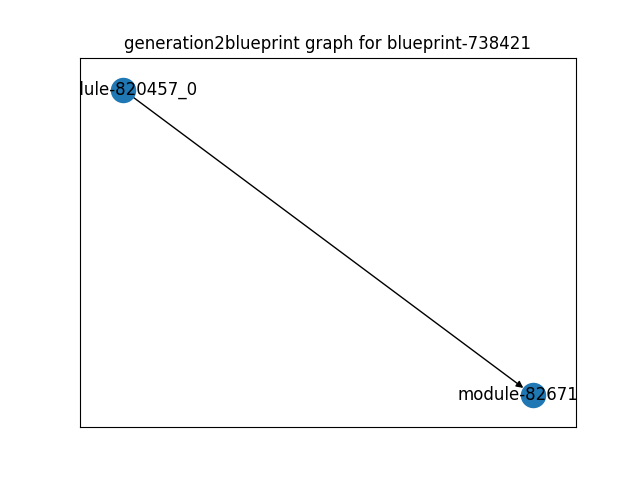 generation2blueprint graph for blueprint-738421
lule-820457_0
module-82671